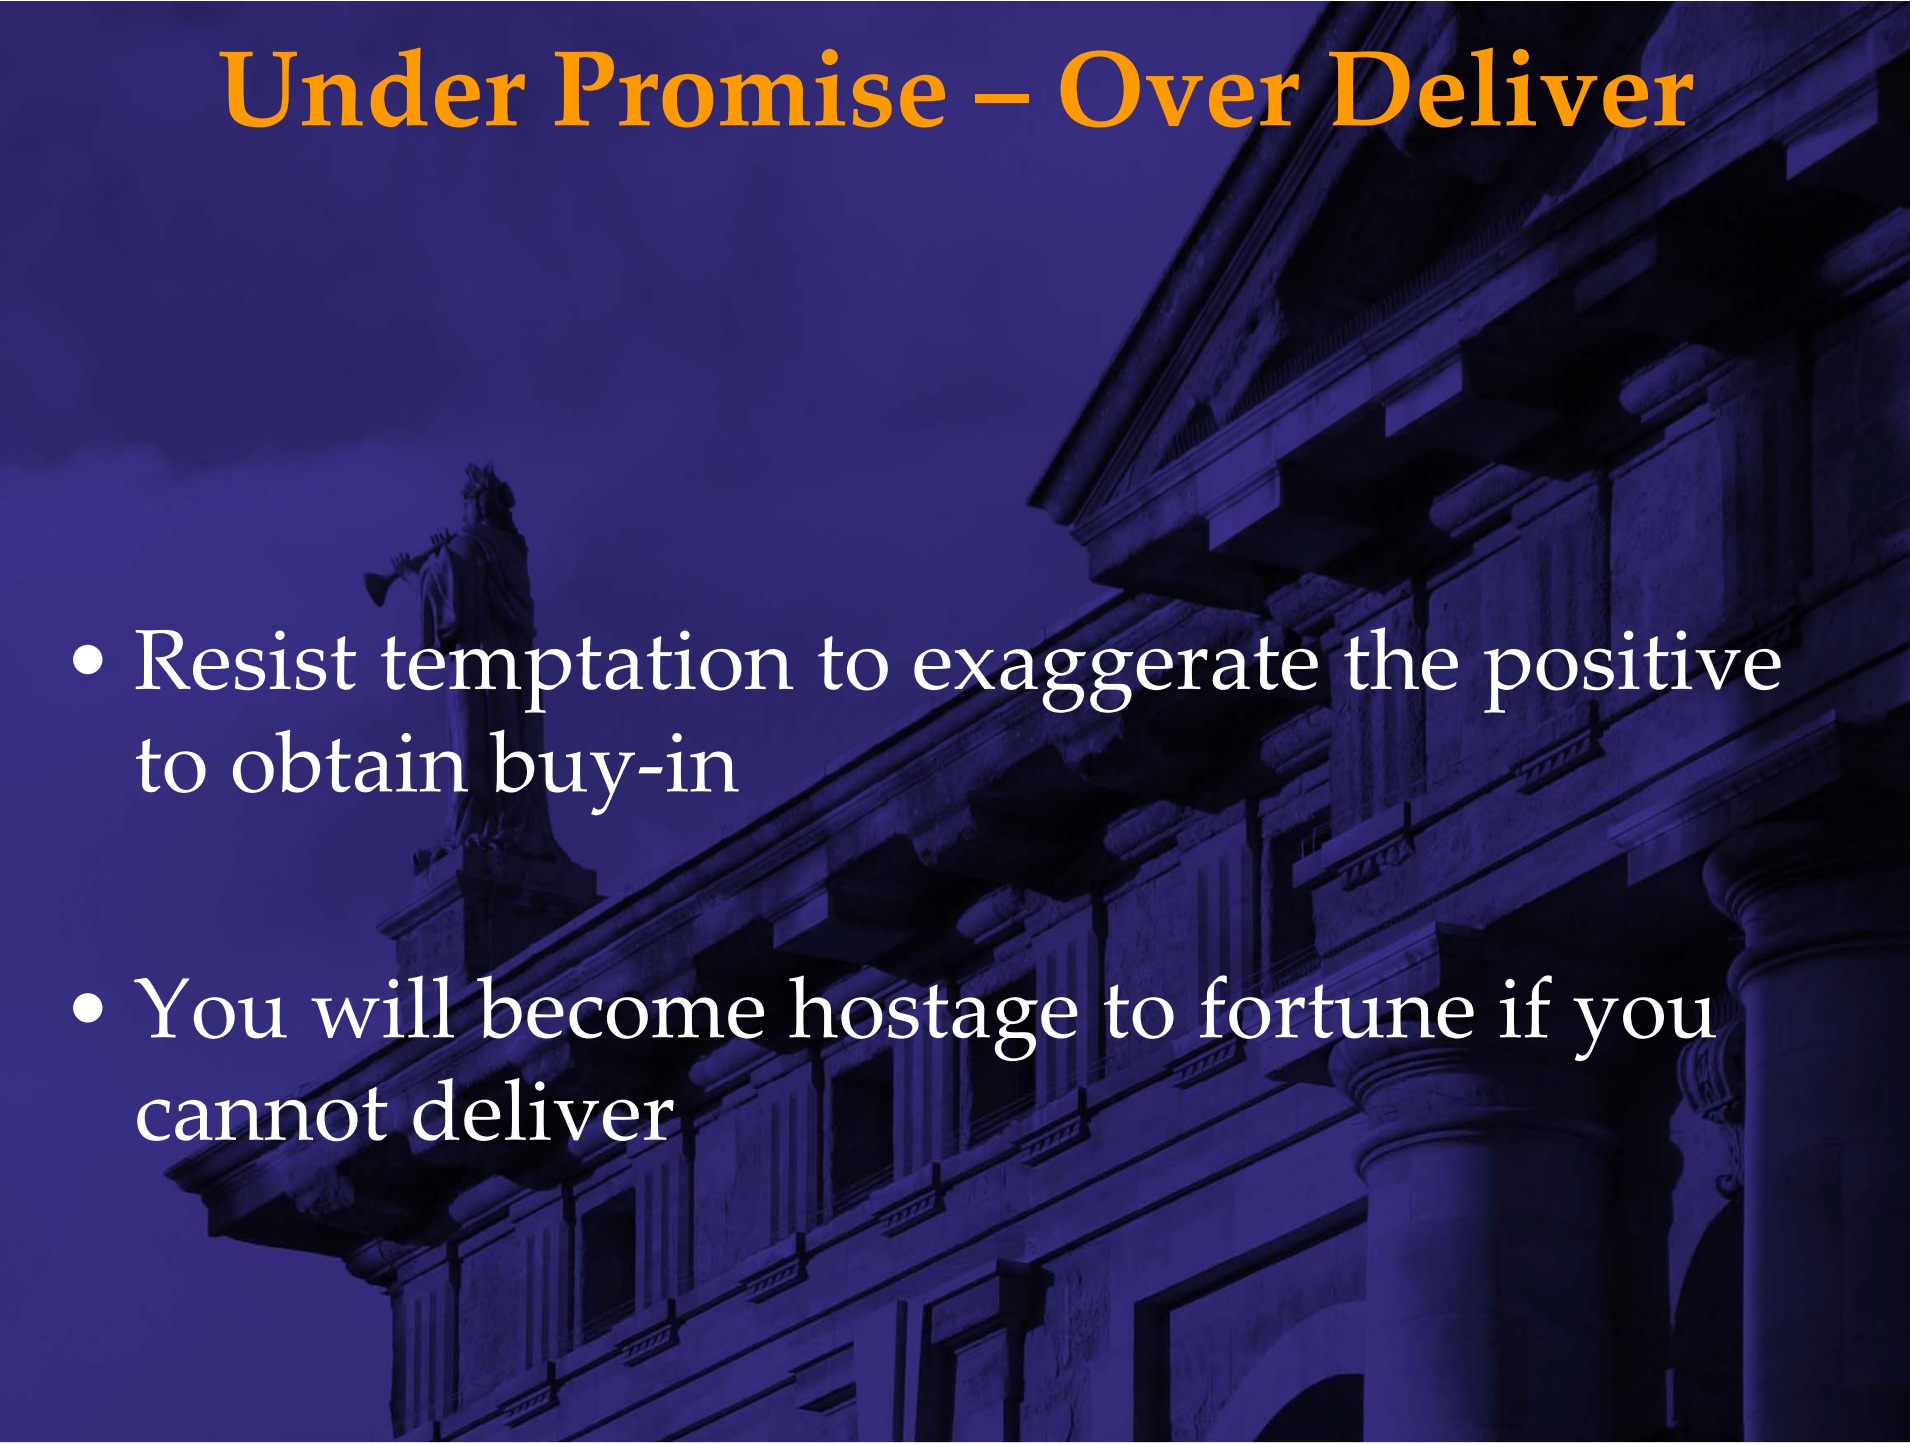 Under Promise – Over Deliver
• Resist temptation to exaggerate the positive
to obtain buy-in
• You will become hostage to fortune if you
cannot deliver